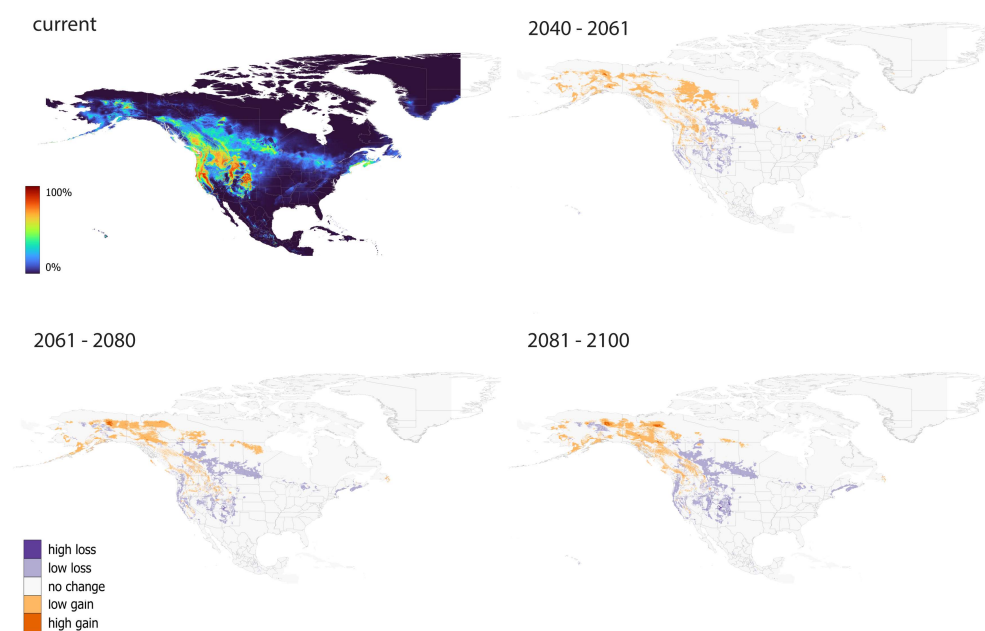 current
2040 - 2061
100%
0%
2061 - 2080
2081 - 2100
high loss
low loss
no change
low gain
high gain